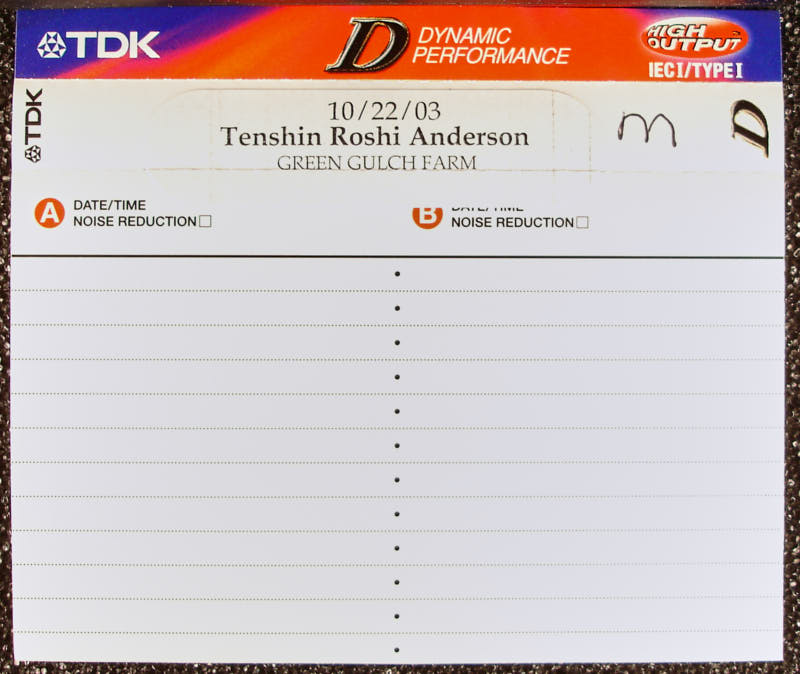 TDK
D DYNAMIC
PERFORMANCE
HIGH
OUTPUT
IEC I/TYPE I
TDK
10/22/03
Tenshin Roshi Anderson
GREEN GULCH FARM
m
D
A DATE/TIME
NOISE REDUCTION
B DATE/TIME
NOISE REDUCTION